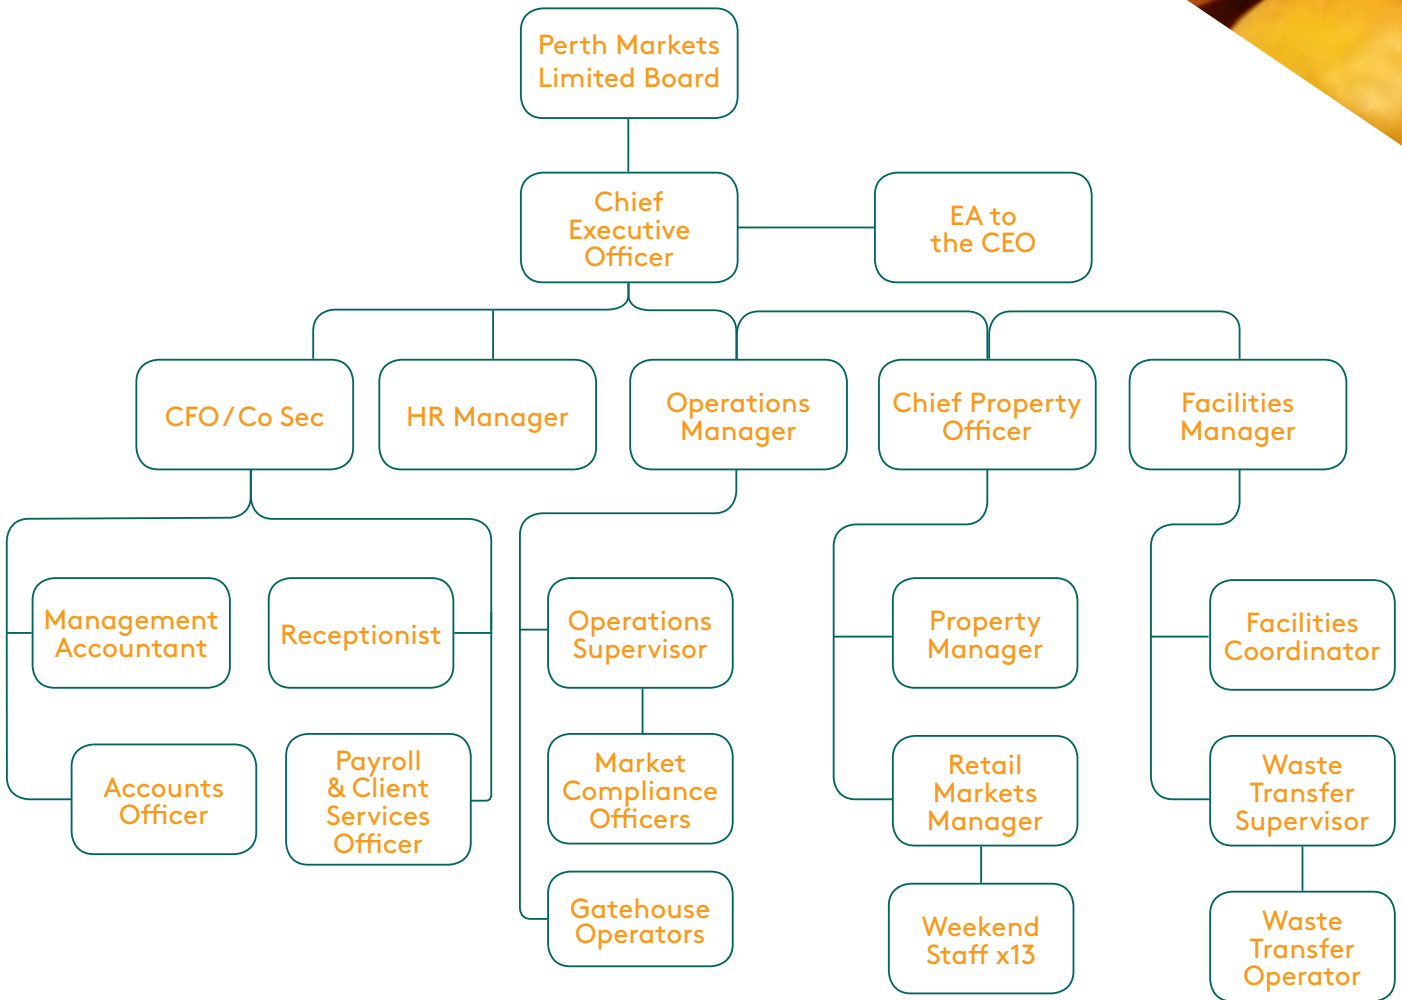 Perth Markets
Limited Board
Chief
Executive
Officer
EA to
the CEO
CFO / Co Sec
HR Manager
Operations
Manager
Chief Property
Officer
Facilities
Manager
Management
Accountant
Receptionist
Operations
Supervisor
Property
Manager
Facilities
Coordinator
Accounts
Officer
Payroll
& Client
Services
Officer
Market
Compliance
Officers
Retail
Markets
Manager
Waste
Transfer
Supervisor
Gatehouse
Operators
Weekend
Staff x13
Waste
Transfer
Operator